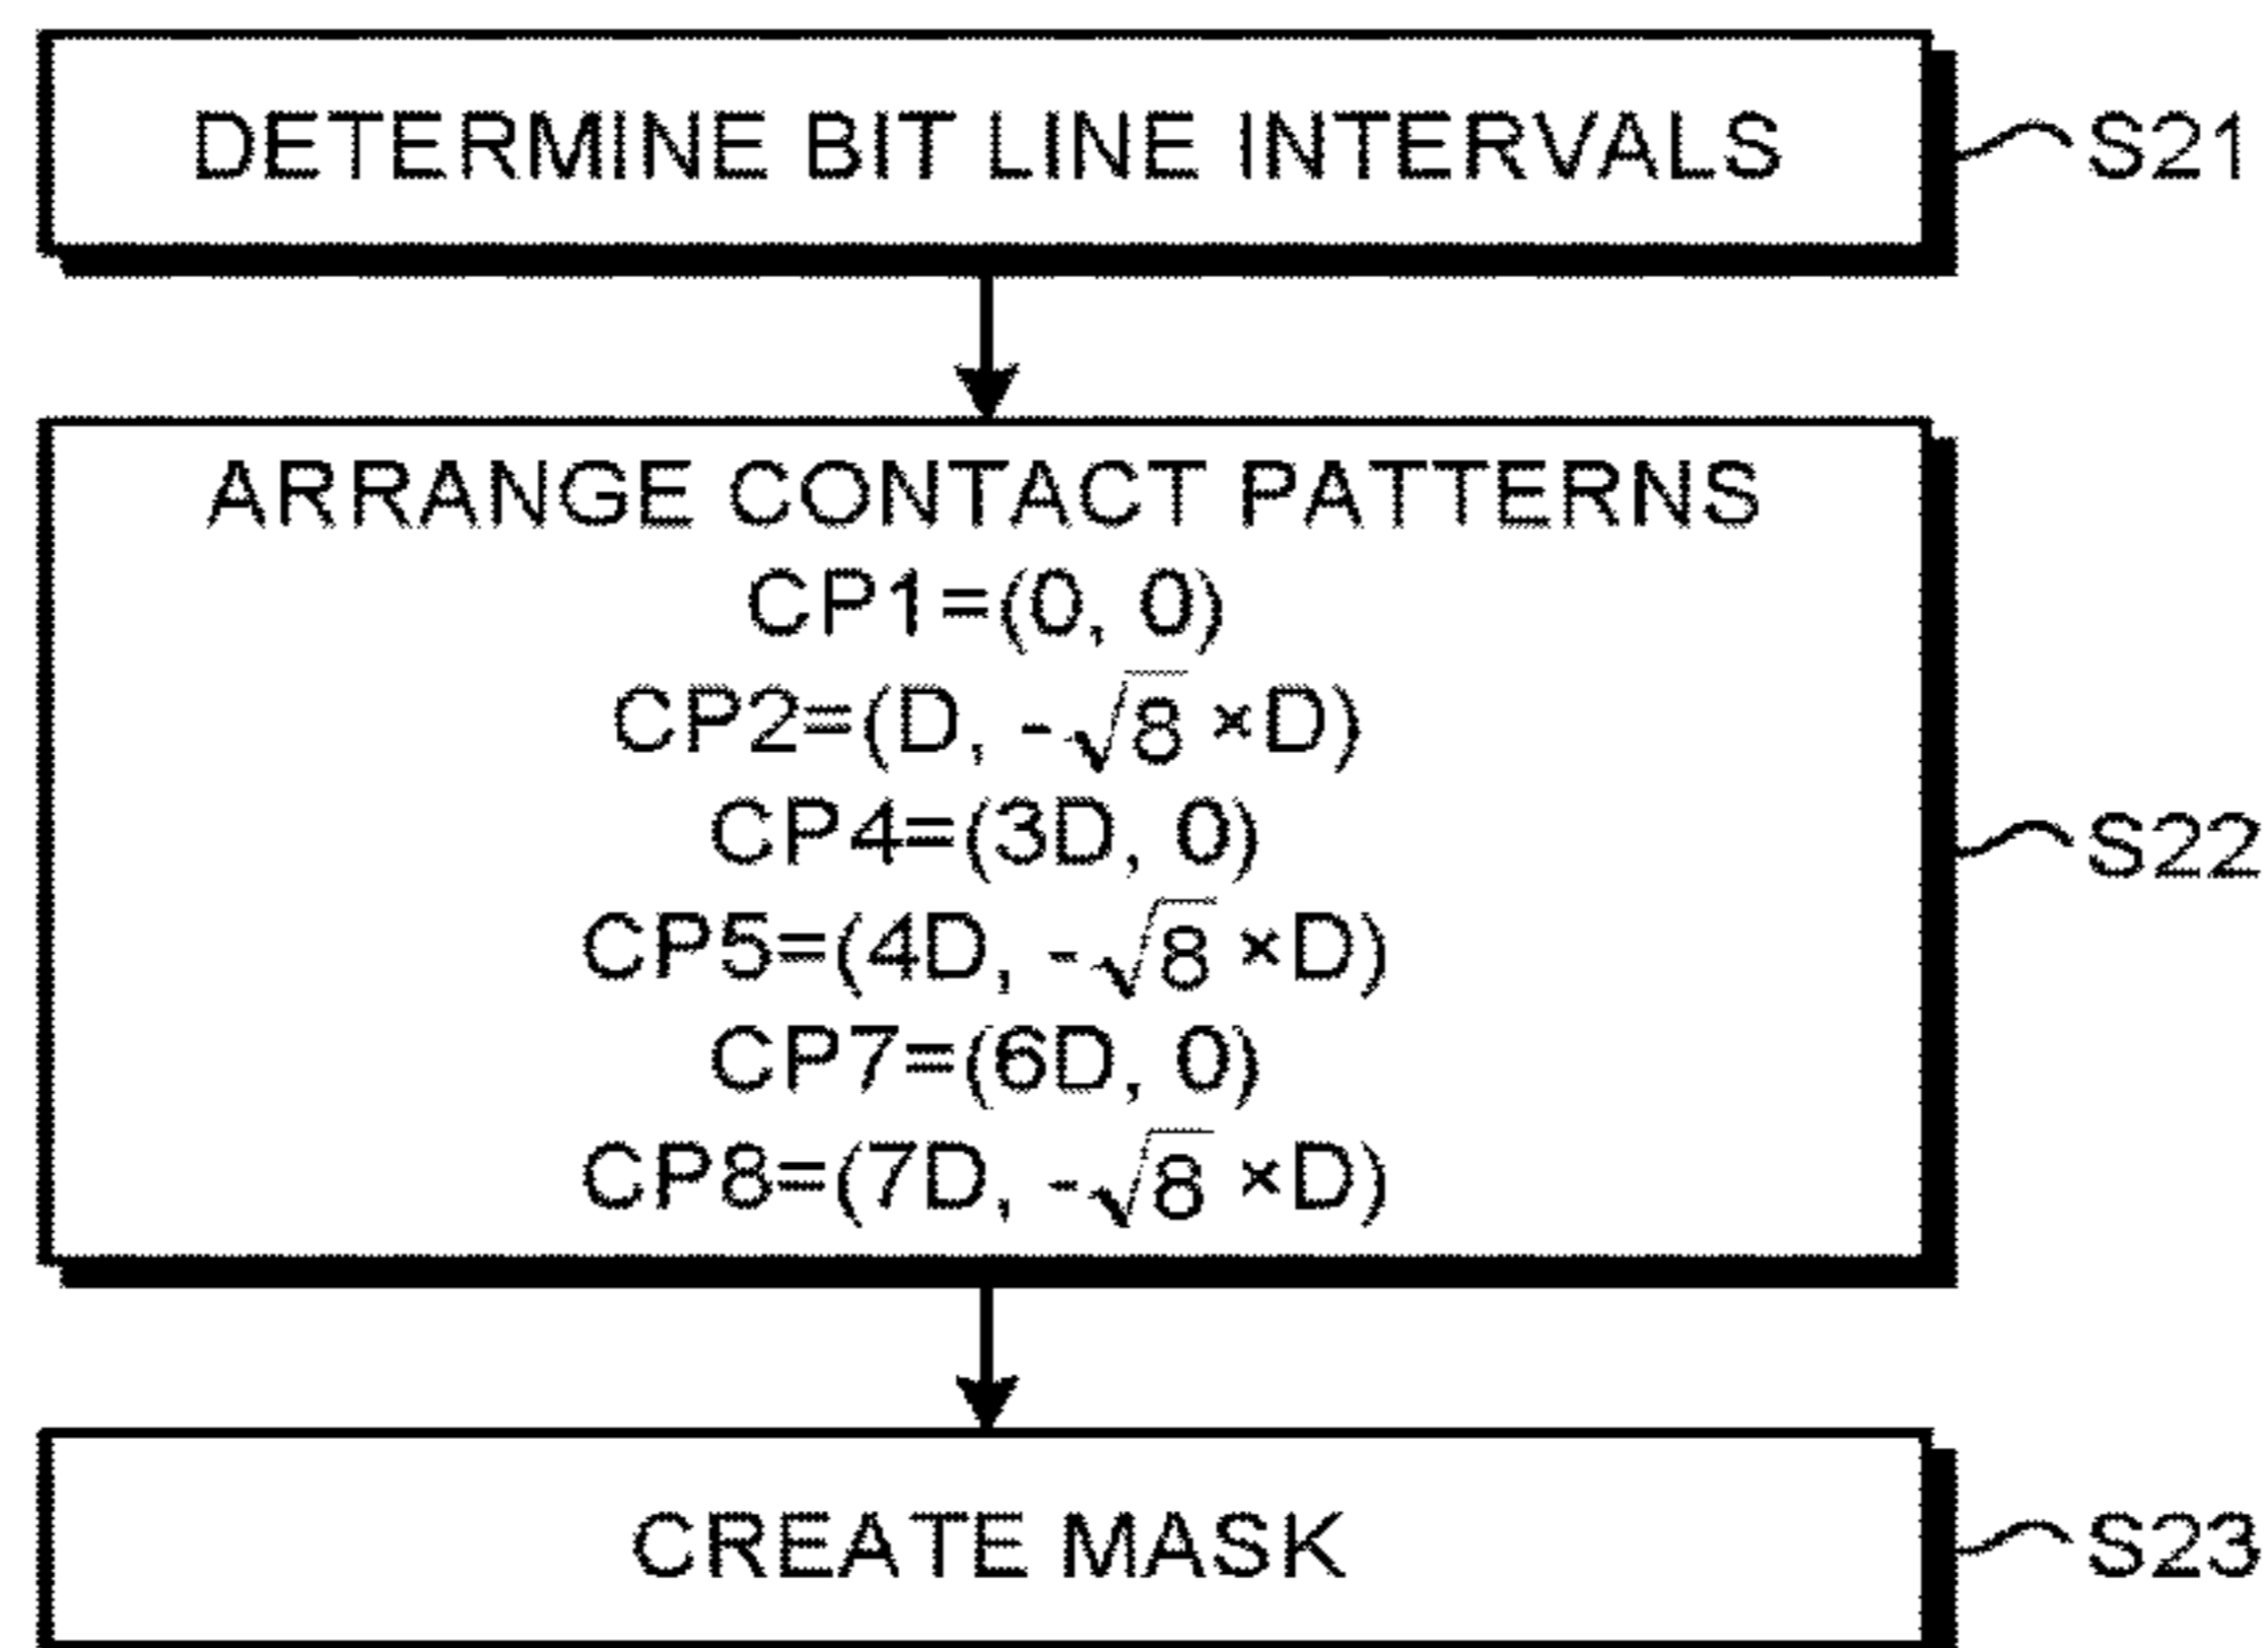 DETERMINE BIT LINE INTERVALS
S21
ARRANGE CONTACT PATTERNS
CP1=(0, 0)
CP2=(D, -√8 ×D)
CP4=(3D, 0)
CP5=(4D, -√8 ×D)
CP7=(6D, 0)
CP8=(7D, -√8 ×D)
S22
CREATE MASK
S23